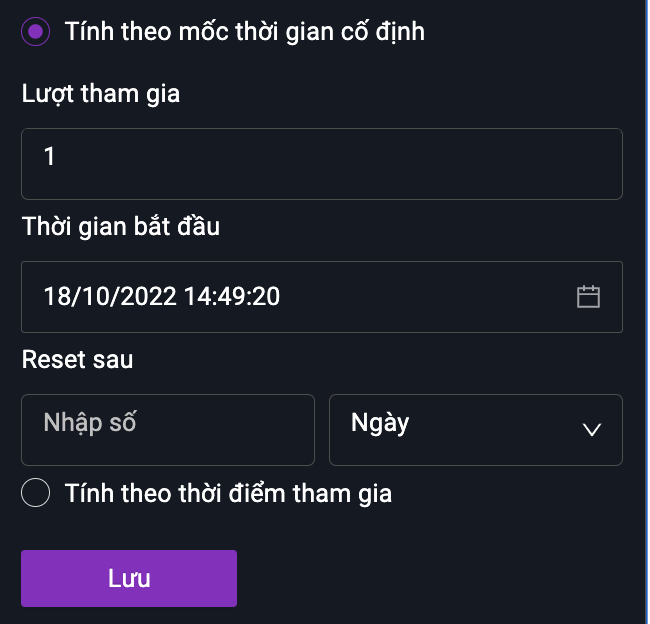 Tính theo mốc thời gian cố định
Lượt tham gia
1
Thời gian bắt đầu
18/10/2022 14:49:20
Reset sau
Nhập số
Ngày
Tính theo thời điểm tham gia
Lưu